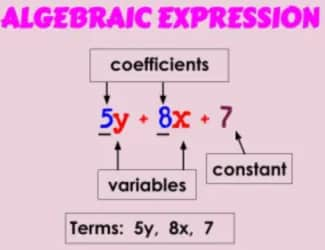 ALGEBRAIC EXPRESSION
coefficients
5y + 8x + 7
constant
variables
Terms: 5y, 8x, 7